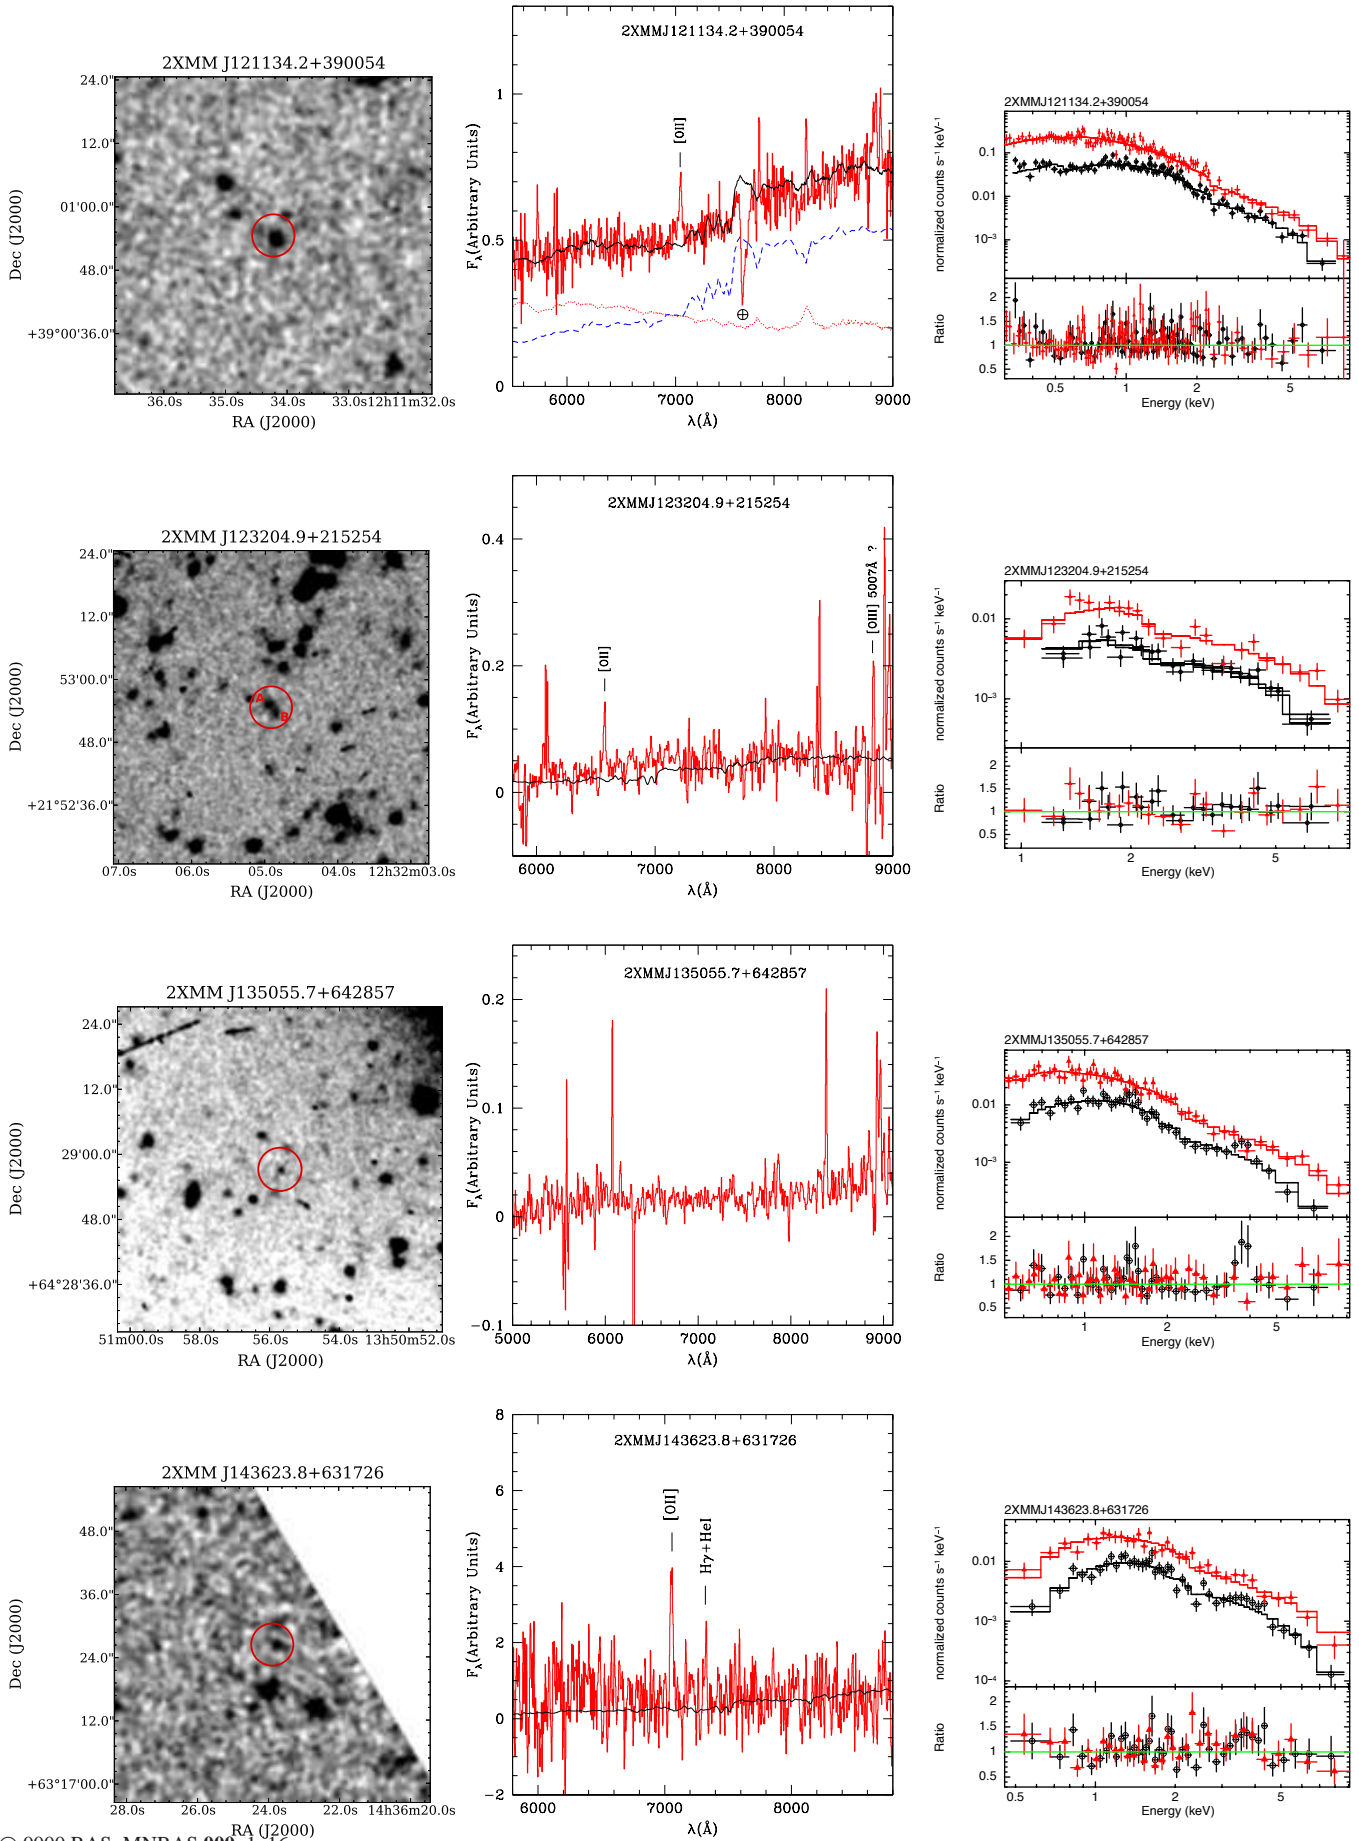 2XMM J121134.2+390054
24.0"
12.0"
01'00.0"
48.0"
+39°00'36.0"
Dec (J2000)
36.0s 35.0s 34.0s 33.0s 12h11m32.0s
RA (J2000)
2XMMJ121134.2+390054
[OII]
⊕
1
0.5
0
Fλ(Arbitrary Units)
6000 7000 8000 9000
λ(Å)
2XMMJ121134.2+390054
normalized counts s⁻¹ keV⁻¹
0.1
0.01
10⁻³
Ratio
2
1.5
1
0.5
0.5 1 2 5
Energy (keV)
2XMM J123204.9+215254
24.0"
12.0"
53'00.0"
48.0"
+21°52'36.0"
Dec (J2000)
A
B
07.0s 06.0s 05.0s 04.0s 12h32m03.0s
RA (J2000)
2XMMJ123204.9+215254
[OII]
[OIII] 5007Å ?
0.4
0.2
0
Fλ(Arbitrary Units)
6000 7000 8000 9000
λ(Å)
2XMMJ123204.9+215254
normalized counts s⁻¹ keV⁻¹
0.01
10⁻³
Ratio
2
1.5
1
0.5
1 2 5
Energy (keV)
2XMM J135055.7+642857
24.0"
12.0"
29'00.0"
48.0"
+64°28'36.0"
Dec (J2000)
51m00.0s 58.0s 56.0s 54.0s 13h50m52.0s
RA (J2000)
2XMMJ135055.7+642857
0.2
0.1
0
−0.1
Fλ(Arbitrary Units)
5000 6000 7000 8000 9000
λ(Å)
2XMMJ135055.7+642857
normalized counts s⁻¹ keV⁻¹
0.01
10⁻³
Ratio
2
1.5
1
0.5
1 2 5
Energy (keV)
2XMM J143623.8+631726
48.0"
36.0"
24.0"
12.0"
+63°17'00.0"
Dec (J2000)
28.0s 26.0s 24.0s 22.0s 14h36m20.0s
RA (J2000)
2XMMJ143623.8+631726
[OII]
Hγ+HeI
8
6
4
2
0
−2
Fλ(Arbitrary Units)
6000 7000 8000
λ(Å)
2XMMJ143623.8+631726
normalized counts s⁻¹ keV⁻¹
0.01
10⁻³
10⁻⁴
Ratio
2
1.5
1
0.5
0.5 1 2 5
Energy (keV)
© 0000 RAS, MNRAS 000, 1–16